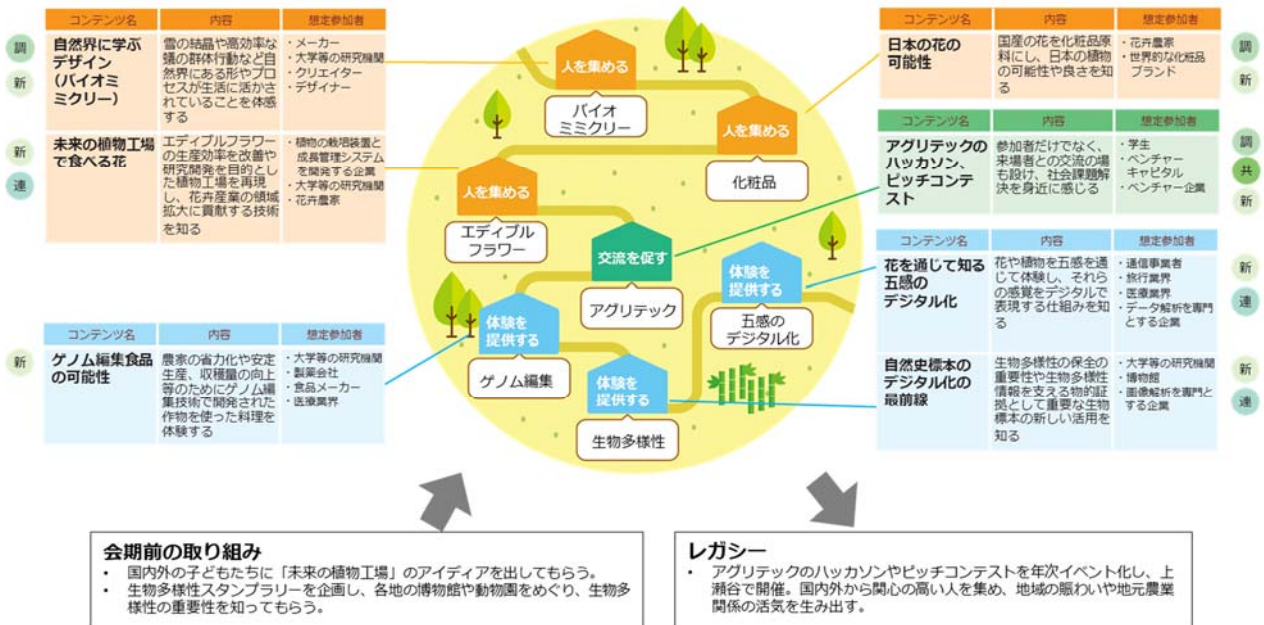 コンテンツ名 内容 想定参加者
調
新
自然界に学ぶ
デザイン
（バイオミ
ミクリー）
雪の結晶や高効率な
蟻の群体行動など自
然界にある形やプロ
セスが生活に活か
されていることを体感
する
・メーカー
・大学等の研究機関
・クリエイター
・デザイナー
新
連
未来の植物工場
で食べる花
エディブルフラワー
の生産効率を改善や
研究開発を目的とし
た植物工場を再現
し、花卉産業の領域
拡大に貢献する技術
を知る
・植物の栽培装置と
成長管理システム
を開発する企業
・大学等の研究機関
・花卉農家
コンテンツ名 内容 想定参加者
新
ゲノム編集食品
の可能性
農家の省力化や安定
生産、収穫量の向上
等のためにゲノム編
集技術で開発された
作物を使った料理を
体験する
・大学等の研究機関
・製薬会社
・食品メーカー
・医療業界
人を集める
バイオ
ミミクリー
人を集める
化粧品
人を集める
エディブル
フラワー
交流を促す
アグリテック
体験を
提供する
五感の
デジタル化
体験を
提供する
ゲノム編集
体験を
提供する
生物多様性
コンテンツ名 内容 想定参加者
日本の花の
可能性
国産の花を化粧品原
料にし、日本の植物
の可能性や良さを知
る
・花卉農家
・世界的な化粧品
ブランド
調
新
コンテンツ名 内容 想定参加者
アグリテックの
ハッカソン、
ピッチコンテ
スト
参加者だけでなく、
来場者との交流の場
も設け、社会課題解
決を身近に感じる
・学生
・ベンチャー
キャピタル
・ベンチャー企業
調
共
新
コンテンツ名 内容 想定参加者
花を通じて知る
五感の
デジタル化
花や植物を五感を通
じて体験し、それら
の感覚をデジタルで
表現する仕組みを知
る
・通信事業者
・旅行業界
・医療業界
・データ解析を専門
とする企業
新
連
自然史標本の
デジタル化の
最前線
生物多様性の保全の
重要性や生物多様性
情報を支える物的証
拠として重要な生物
標本の新しい活用を
知る
・大学等の研究機関
・博物館
・画像解析を専門と
する企業
新
連
会期前の取り組み
• 国内外の子どもたちに「未来の植物工場」のアイディアを出してもらう。
• 生物多様性スタンプラリーを企画し、各地の博物館や動物園をめぐり、生物多
様性の重要性を知ってもらう。
レガシー
• アグリテックのハッカソンやピッチコンテストを年次イベント化し、上
瀬谷で開催。国内外から関心の高い人を集め、地域の賑わいや地元農業
関係の活気を生み出す。